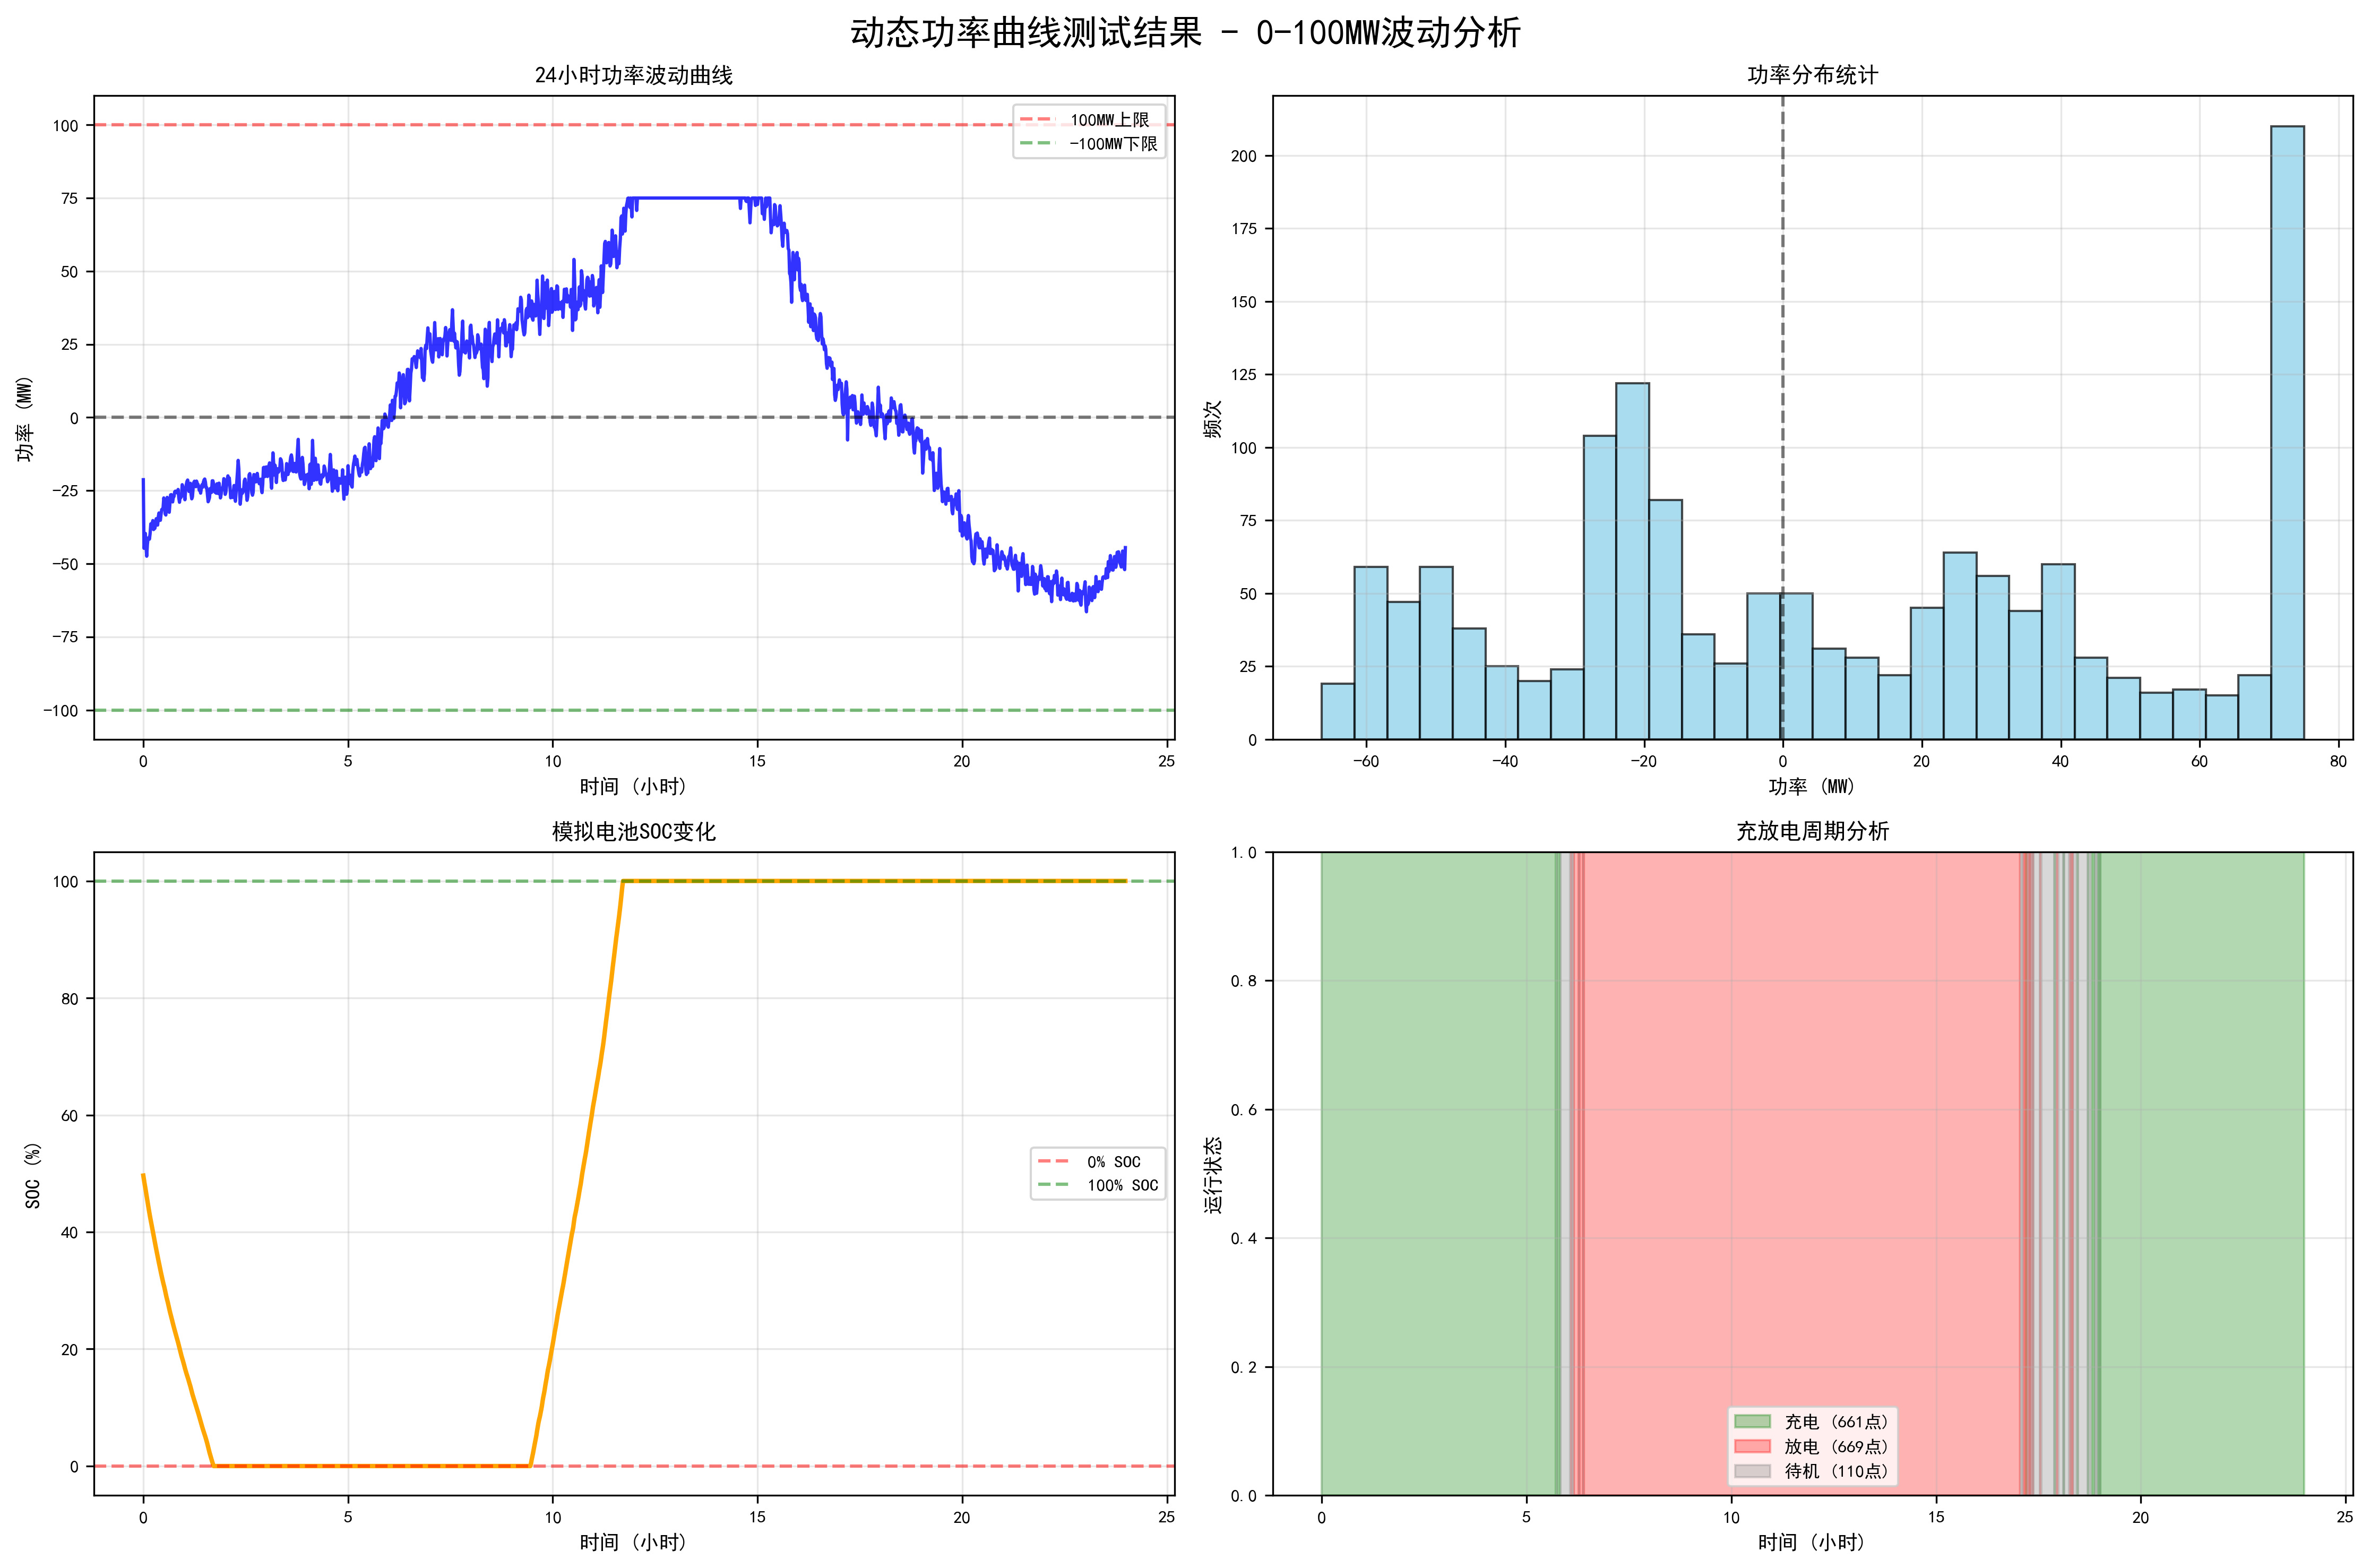 动态功率曲线测试结果 - 0-100MW波动分析
24小时功率波动曲线
功率 (MW)
100
75
50
25
0
−25
−50
−75
−100
100MW上限
-100MW下限
0
5
10
15
20
25
时间 (小时)
功率分布统计
频次
200
175
150
125
100
75
50
25
0
−60
−40
−20
0
20
40
60
80
功率 (MW)
模拟电池SOC变化
SOC (%)
100
80
60
40
20
0
0% SOC
100% SOC
0
5
10
15
20
25
时间 (小时)
充放电周期分析
运行状态
1.0
0.8
0.6
0.4
0.2
0.0
充电 (661点)
放电 (669点)
待机 (110点)
0
5
10
15
20
25
时间 (小时)